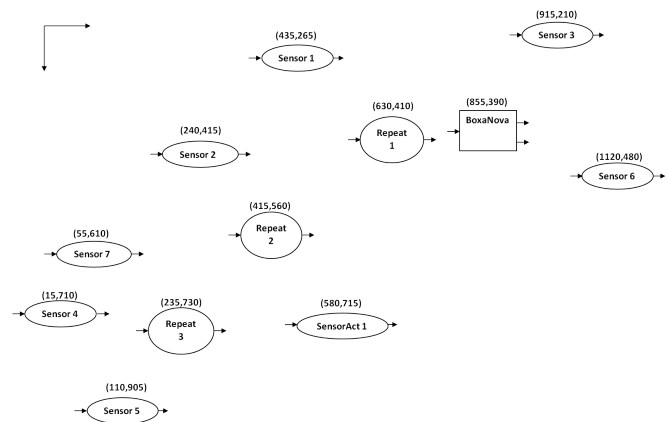 (915,210)
Sensor 3
(435,265)
Sensor 1
(630,410)
Repeat
1
(855,390)
BoxaNova
(240,415)
Sensor 2
(1120,480)
Sensor 6
(415,560)
Repeat
2
(55,610)
Sensor 7
(15,710)
Sensor 4
(235,730)
Repeat
3
(580,715)
SensorAct 1
(110,905)
Sensor 5